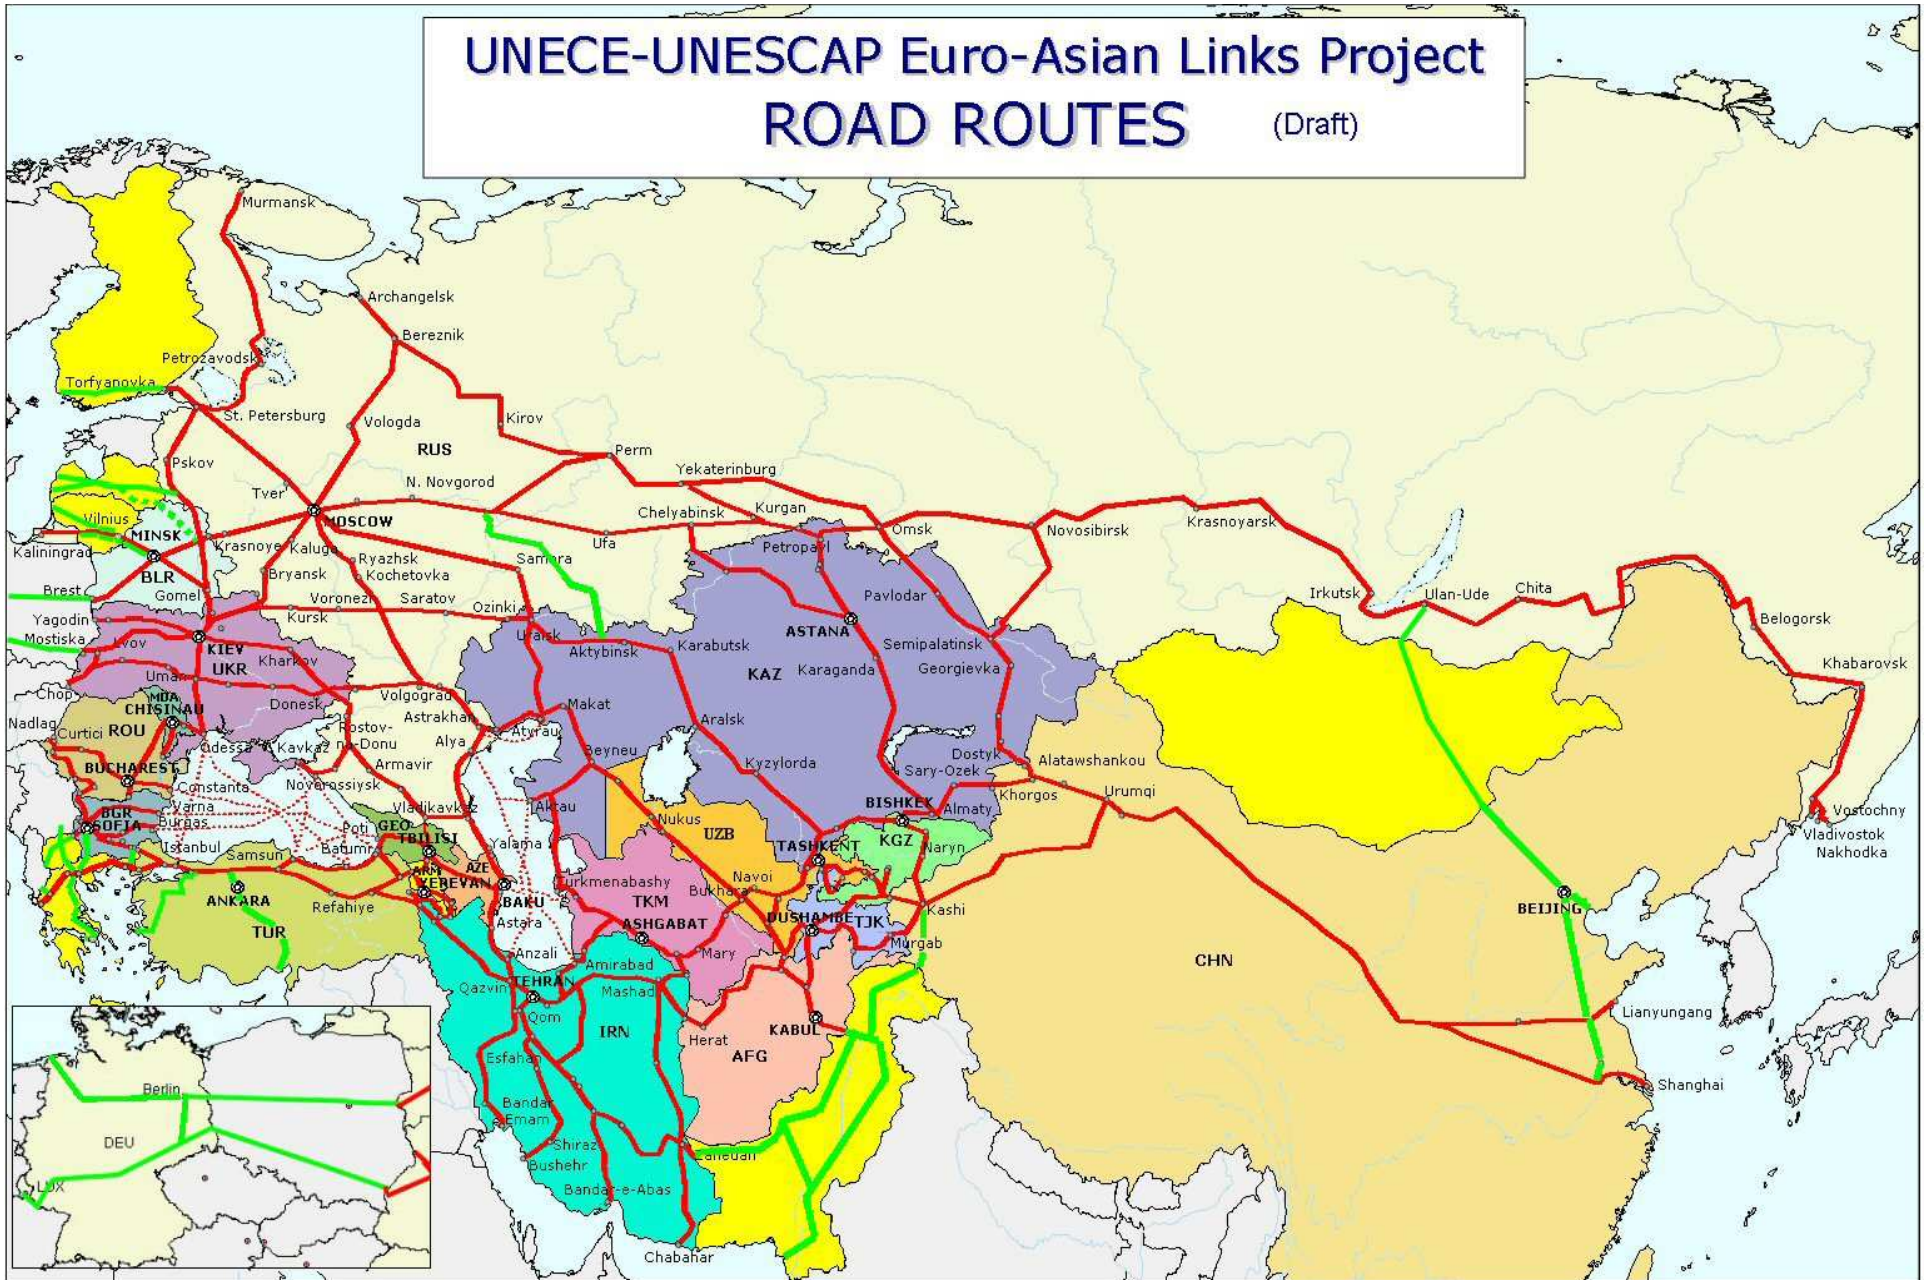 UNECE-UNESCAP Euro-Asian Links Project
ROAD ROUTES (Draft)
Murmansk
Archangelsk
Bereznik
Petrozavodsk
Torfyanovka
St. Petersburg
Vologda
Kirov
RUS
Perm
Pskov
Yekaterinburg
Tver
N. Novgorod
Chelyabinsk
Kurgan
Vilnius
MOSCOW
Omsk
Novosibirsk
Krasnoyarsk
MINSK
Kaliningrad
Krasnoye
Kaluga
Ryazhsk
Ufa
Petropavl
Samara
BLR
Bryansk
Kochetovka
Brest
Gomel
Voronezh
Saratov
Ozinki
Pavlodar
Irkutsk
Ulan-Ude
Chita
Yagodin
Kursk
Belogorsk
Mostiska
Lvov
KIEV
UKR
Kharkov
Uralsk
Aktybinsk
Karabutsk
ASTANA
Semipalatinsk
Karaganda
Georgievka
KAZ
Khabarovsk
Uman
Chop
MDA
CHISINAU
Donesk
Volgograd
Makat
Nadlag
Curtici
ROU
Astrakhan
Atyrau
Aralsk
Odessa
Kavkaz
Rostov-
na-Donu
Alya
Beyneu
Dostyk
Alatawshankou
BUCHAREST
Armavir
Kyzylorda
Sary-Ozek
Constanta
Novorossiysk
Khorgos
Urumqi
BGR
Varna
Vladikavkaz
Aktau
BISHKEK
Almaty
SOFJA
Burgas
Poti
GEO
TBILISI
Nukus
UZB
Vostochny
Vladivostok
Nakhodka
Istanbul
Samsun
Batumi
Yalama
TASHKENT
KGZ
Naryn
ARM
AZE
YEREVAN
Turkmenabashy
Navoi
Bukhara
ANKARA
Refahiye
BAKU
TKM
Kashi
BEIJING
TUR
Astara
ASHGABAT
DUSHAMBE
TJK
Anzali
Mary
Murgab
Amirabad
CHN
TEHRAN
Qazvin
Mashad
Qom
IRN
KABUL
Lianyungang
Herat
AFG
Esfahan
Shanghai
Berlin
Bandar
Emam
DEU
Shiraz
Bushehr
Zahedan
LUX
Bandar-e-Abas
Chabahar